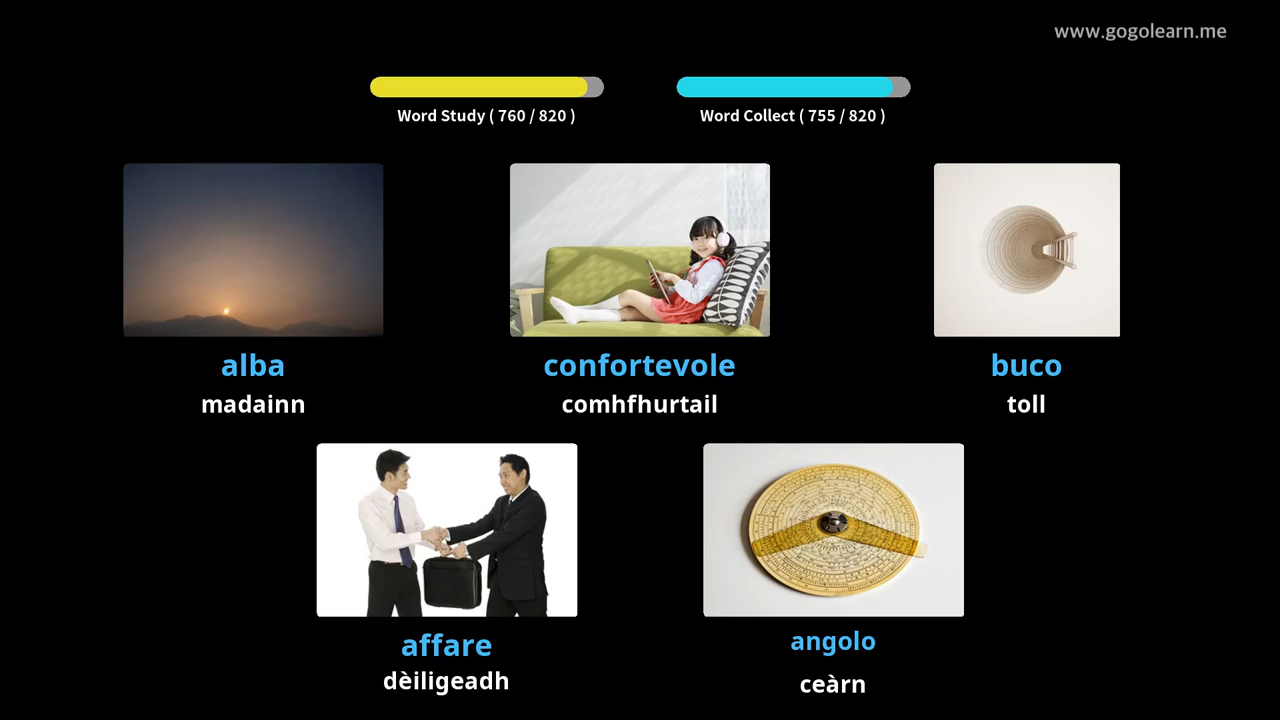 www.gogolearn.me
Word Study ( 760 / 820 )
Word Collect ( 755 / 820 )
alba
madainn
confortevole
comhfhurtail
buco
toll
affare
dèiligeadh
angolo
ceàrn